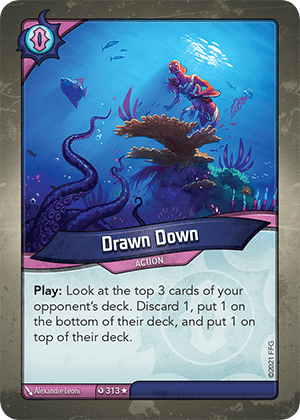 Drawn Down
ACTION
Play: Look at the top 3 cards of your
opponent's deck. Discard 1, put 1 on
the bottom of their deck, and put 1 on
top of their deck.
©2021 FFG
Alexandre Leoni
313